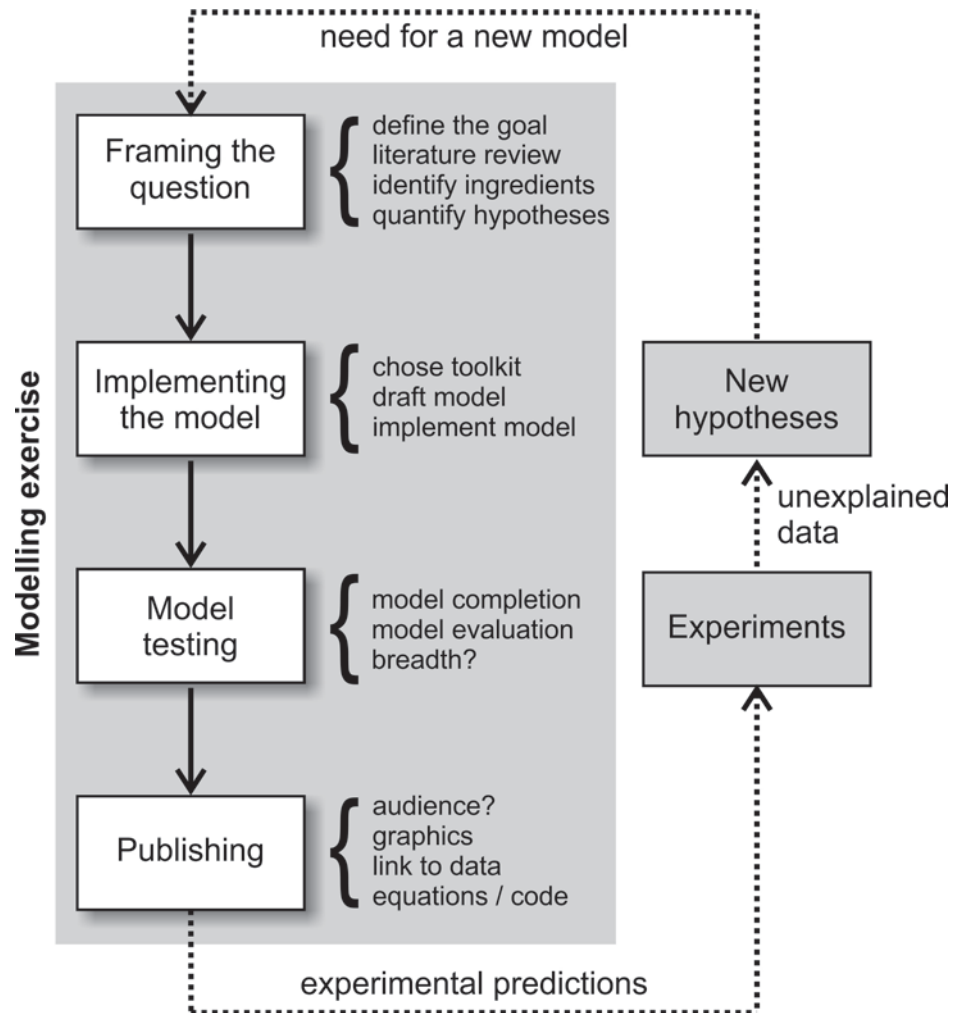 need for a new model
Framing the
question
define the goal
literature review
identify ingredients
quantify hypotheses
Modelling exercise
Implementing
the model
chose toolkit
draft model
implement model
New
hypotheses
unexplained
data
Model
testing
model completion
model evaluation
breadth?
Experiments
Publishing
audience?
graphics
link to data
equations / code
experimental predictions